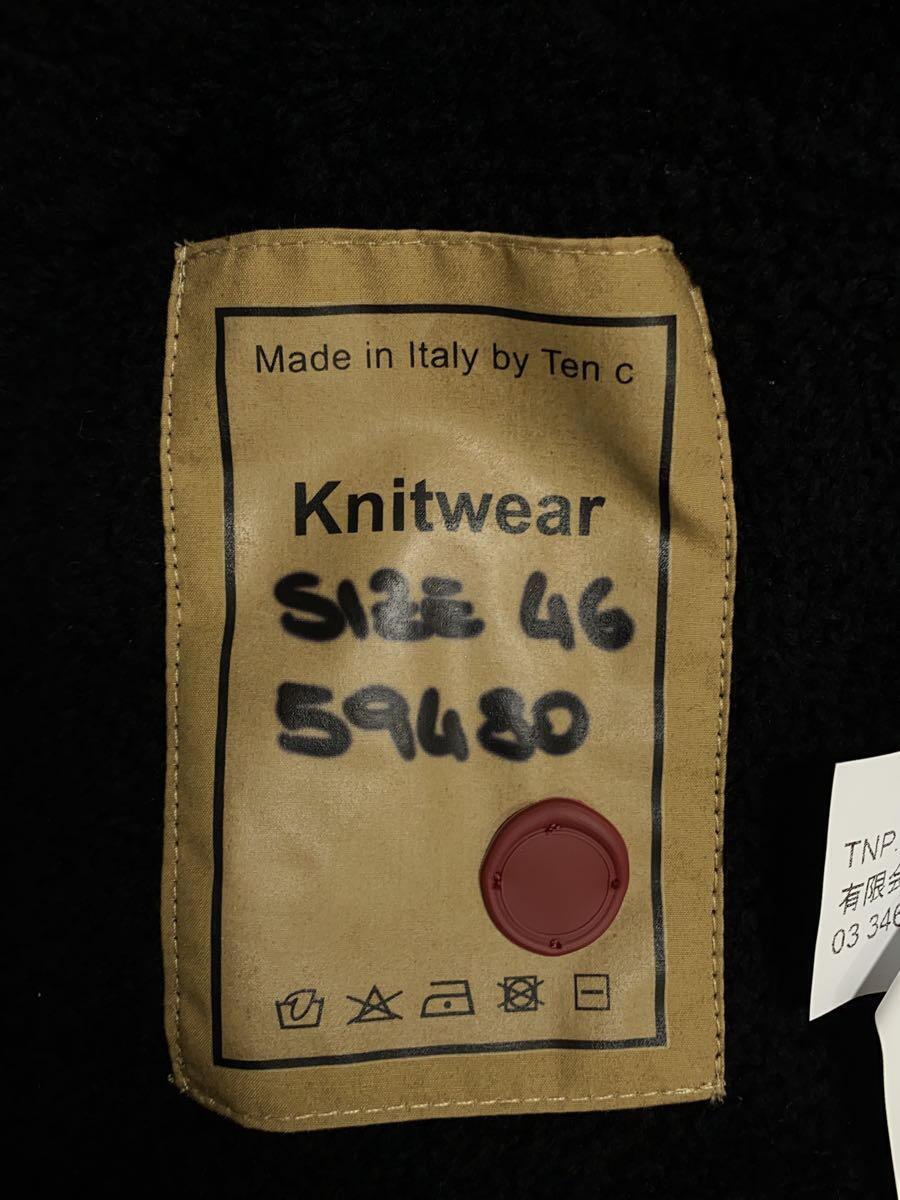 Made in Italy by Ten c
Knitwear
SIZE 46
59480
TNP.
有限会
03 346